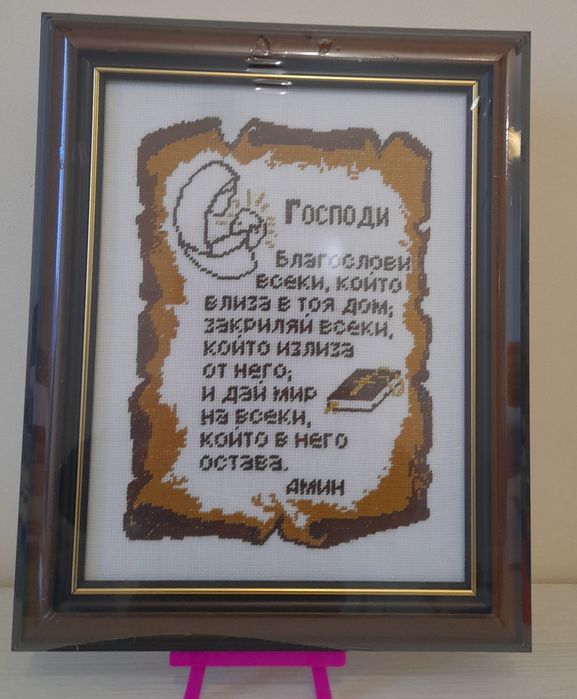 Господи
Благослови
всеки, който
влиза в тоя дом;
закриляй всеки,
който излиза
от него;
и дай мир
на всеки,
който в него
остава.
Амин